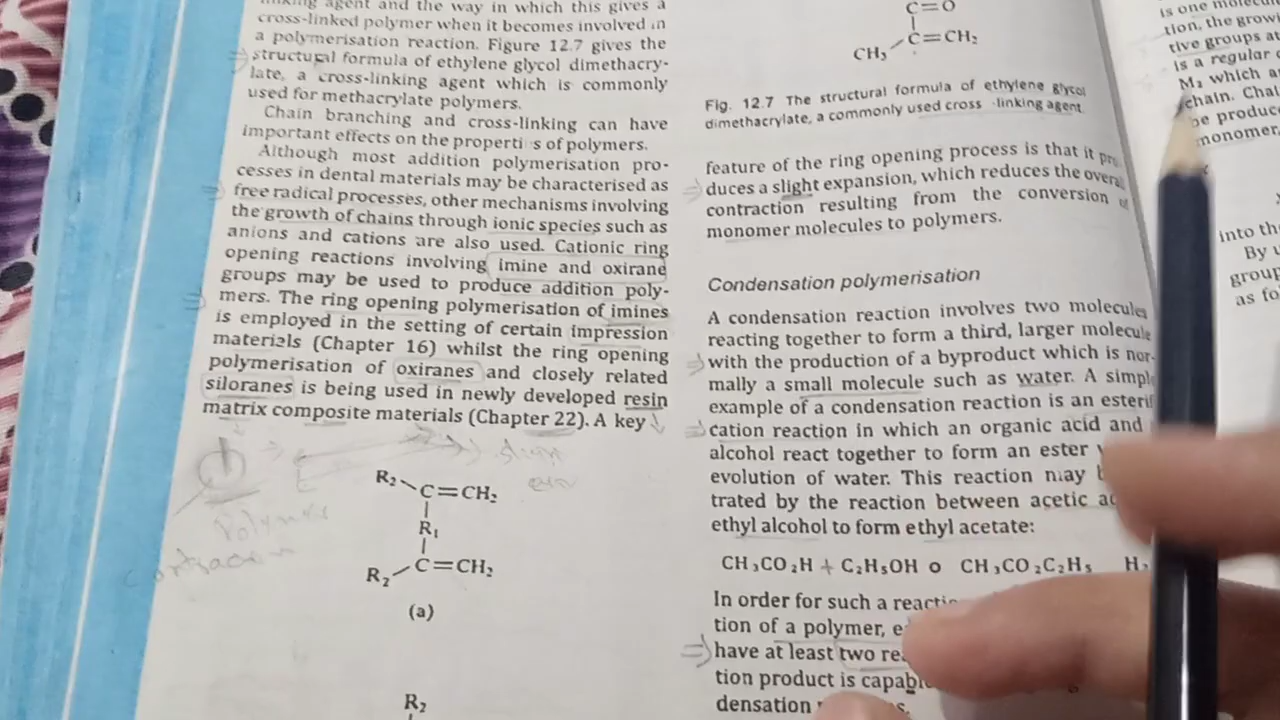 agent and the way in which this gives a
cross-linked polymer when it becomes involved in
a polymerisation reaction. Figure 12.7 gives the
structural formula of ethylene glycol dimethacry-
late, a cross-linking agent which is commonly
used for methacrylate polymers.
Chain branching and cross-linking can have
important effects on the properti s of polymers.
Although most addition polymerisation pro-
cesses in dental materials may be characterised as
free radical processes, other mechanisms involving
the growth of chains through ionic species such as
anions and cations are also used. Cationic ring
opening reactions involving imine and oxirane
groups may be used to produce addition poly-
mers. The ring opening polymerisation of imines
is employed in the setting of certain impression
materials (Chapter 16) whilst the ring opening
polymerisation of oxiranes and closely related
siloranes is being used in newly developed resin
matrix composite materials (Chapter 22). A key
Polymer
R₂ C=CH₂
R₁
R₂ C=CH₂
(a)
R₂
C=O
CH₃ C=CH₂
Fig. 12.7 The structural formula of ethylene glycol
dimethacrylate, a commonly used cross -linking agent.
feature of the ring opening process is that it pro
duces a slight expansion, which reduces the overal
contraction resulting from the conversion of
monomer molecules to polymers.
Condensation polymerisation
A condensation reaction involves two molecules
reacting together to form a third, larger molecule
with the production of a byproduct which is nor-
mally a small molecule such as water. A simpl
example of a condensation reaction is an esterif
cation reaction in which an organic acid and
alcohol react together to form an ester
evolution of water. This reaction may b
trated by the reaction between acetic ac
ethyl alcohol to form ethyl acetate:
CH₃CO₂H + C₂H₅OH o CH₃CO₂C₂H₅ H₂
In order for such a reactio
tion of a polymer, e
have at least two re
tion product is capabl
densation
is one molecul
tion, the grow
tive groups at
is a regular
M₂ which a
chain. Chai
be produc
monomer.
into th
By
group
as fo